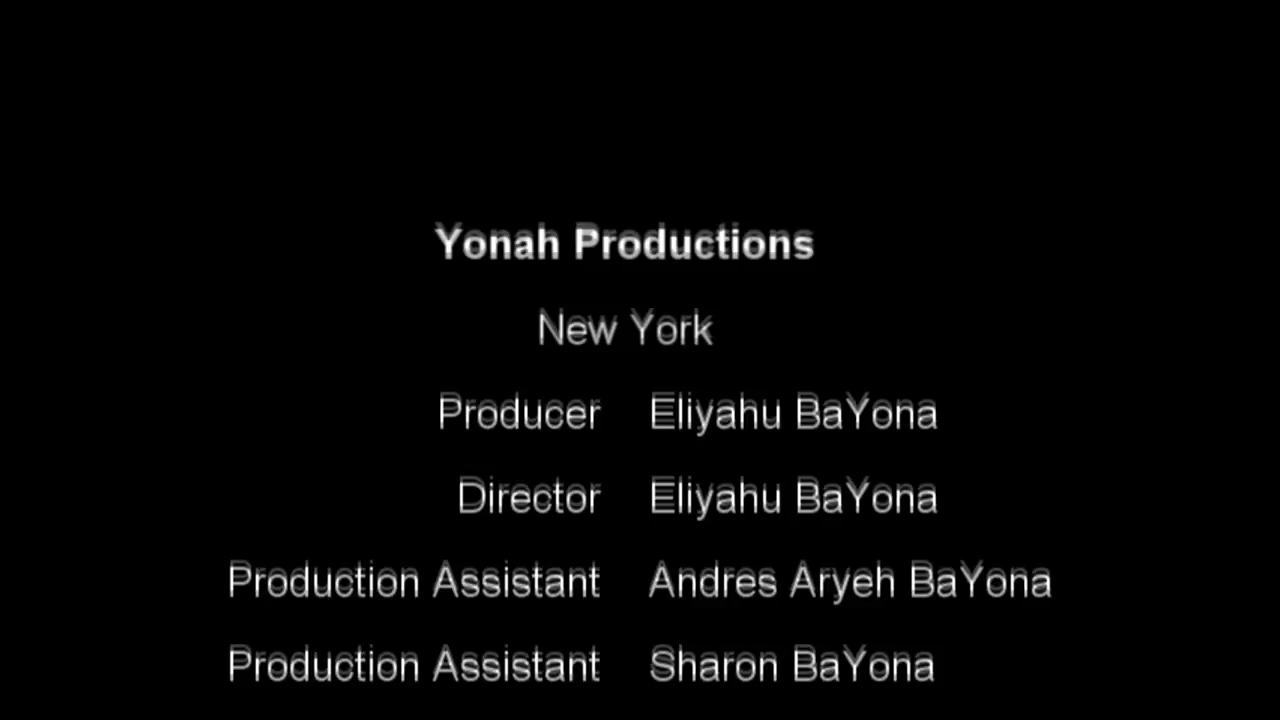 Yonah Productions
New York
Producer Eliyahu BaYona
Director Eliyahu BaYona
Production Assistant Andres Aryeh BaYona
Production Assistant Sharon BaYona